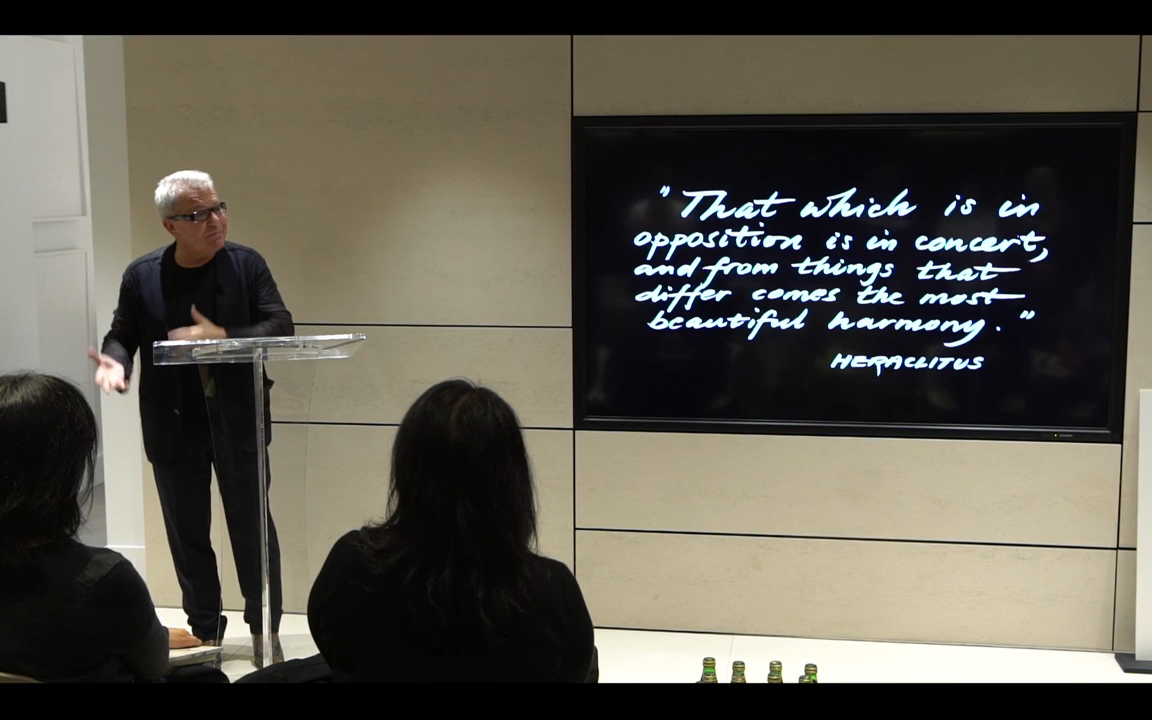 "That which is in
opposition is in concert,
and from things that
differ comes the most
beautiful harmony."
HERACLITUS